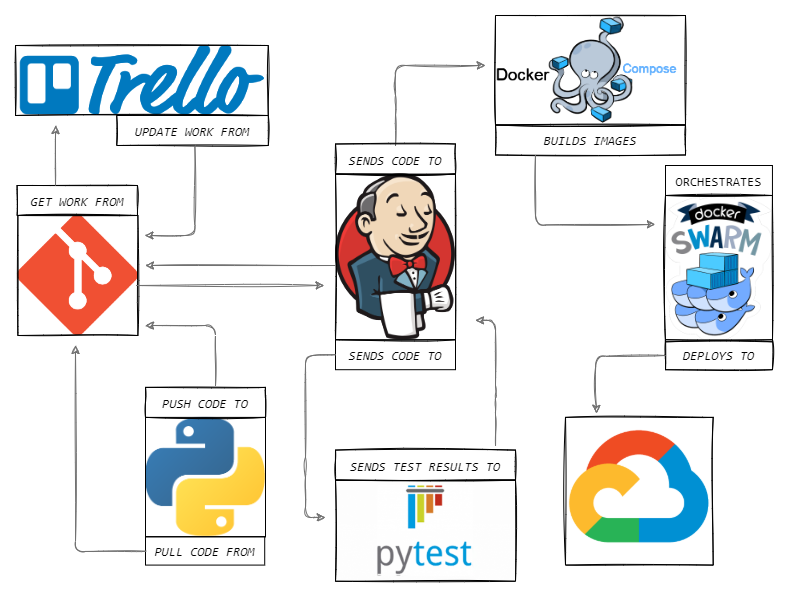 Trello
UPDATE WORK FROM
GET WORK FROM
SENDS CODE TO
SENDS CODE TO
Docker
Compose
BUILDS IMAGES
ORCHESTRATES
docker
SWARM
DEPLOYS TO
PUSH CODE TO
PULL CODE FROM
SENDS TEST RESULTS TO
pytest